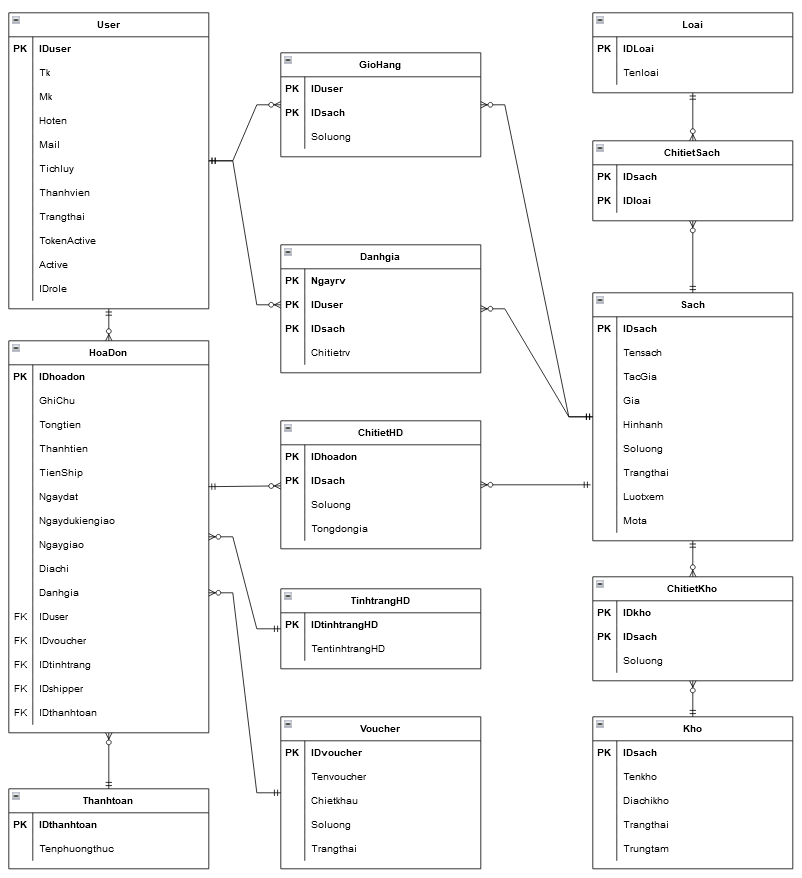 User
PK IDuser
Tk
Mk
Hoten
Mail
Tichluy
Thanhvien
Trangthai
TokenActive
Active
IDrole
GioHang
PK IDuser
PK IDsach
Soluong
Loai
PK IDLoai
Tenloai
ChitietSach
PK IDsach
PK IDloai
Danhgia
PK Ngayrv
PK IDuser
PK IDsach
Chitietrv
Sach
PK IDsach
Tensach
TacGia
Gia
Hinhanh
Soluong
Trangthai
Luotxem
Mota
HoaDon
PK IDhoadon
GhiChu
Tongtien
Thanhtien
TienShip
Ngaydat
Ngaydukiengiao
Ngaygiao
Diachi
Danhgia
FK IDuser
FK IDvoucher
FK IDtinhtrang
FK IDshipper
FK IDthanhtoan
ChitietHD
PK IDhoadon
PK IDsach
Soluong
Tongdongia
TinhtrangHD
PK IDtinhtrangHD
TentinhtrangHD
ChitietKho
PK IDkho
PK IDsach
Soluong
Voucher
PK IDvoucher
Tenvoucher
Chietkhau
Soluong
Trangthai
Kho
PK IDsach
Tenkho
Diachikho
Trangthai
Trungtam
Thanhtoan
PK IDthanhtoan
Tenphuongthuc